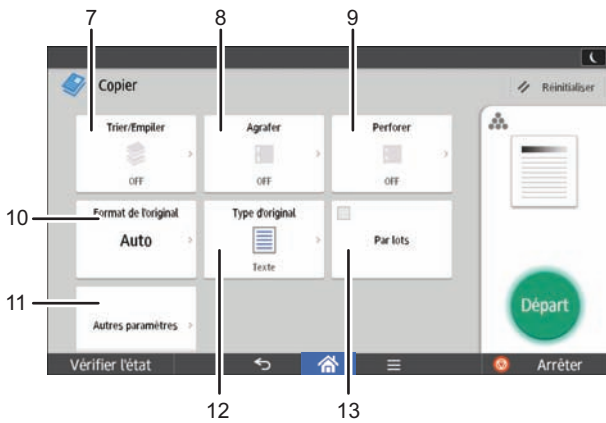 7 8 9
Copier
Réinitialiser
Trier/Empiler Agrafer Perforer
OFF OFF OFF
10
Format de l'original Type d'original
Auto Par lots
Texte
11
Départ
Autres paramètres
Vérifier l'état Arrêter
12 13